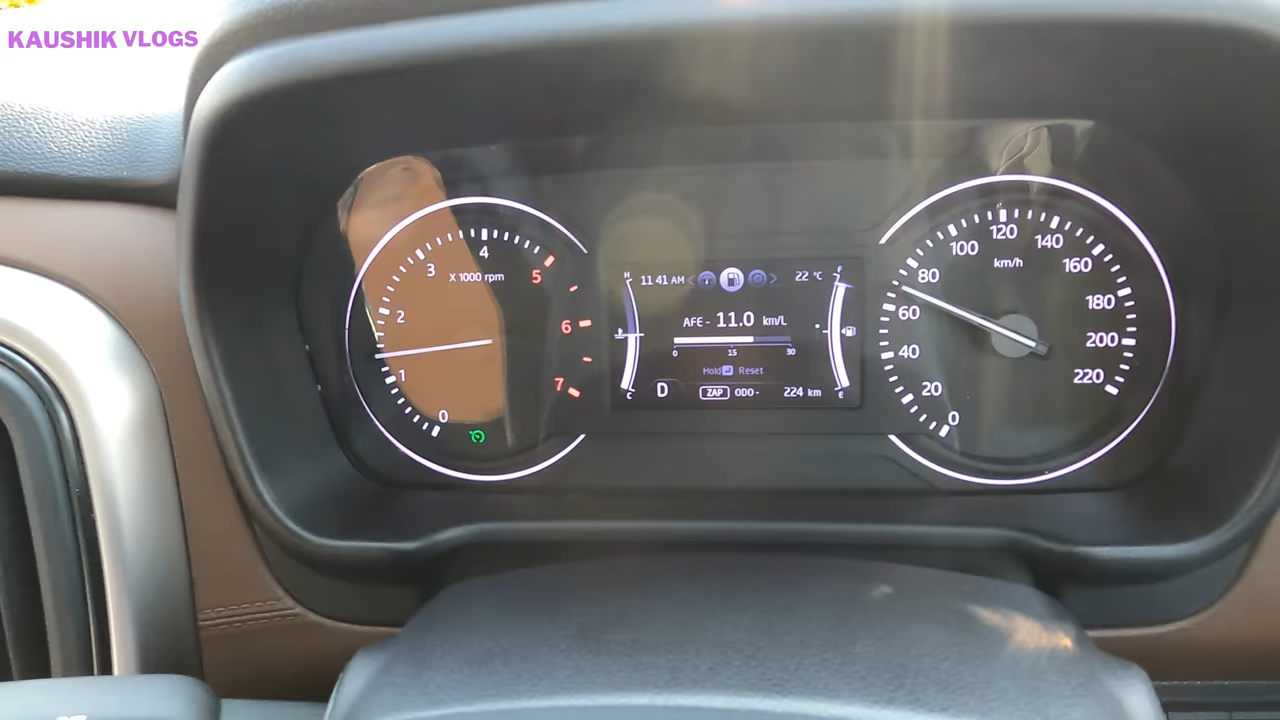 KAUSHIK VLOGS
4
3
X 1000 rpm
5
2
6
1
7
0
H
11 41 AM
22 °C
F
AFE - 11.0 km/L
0 15 30
Hold Reset
C
D
ZAP
ODO -
224 km
E
120
100
140
km/h
80
160
60
180
40
200
20
220
0